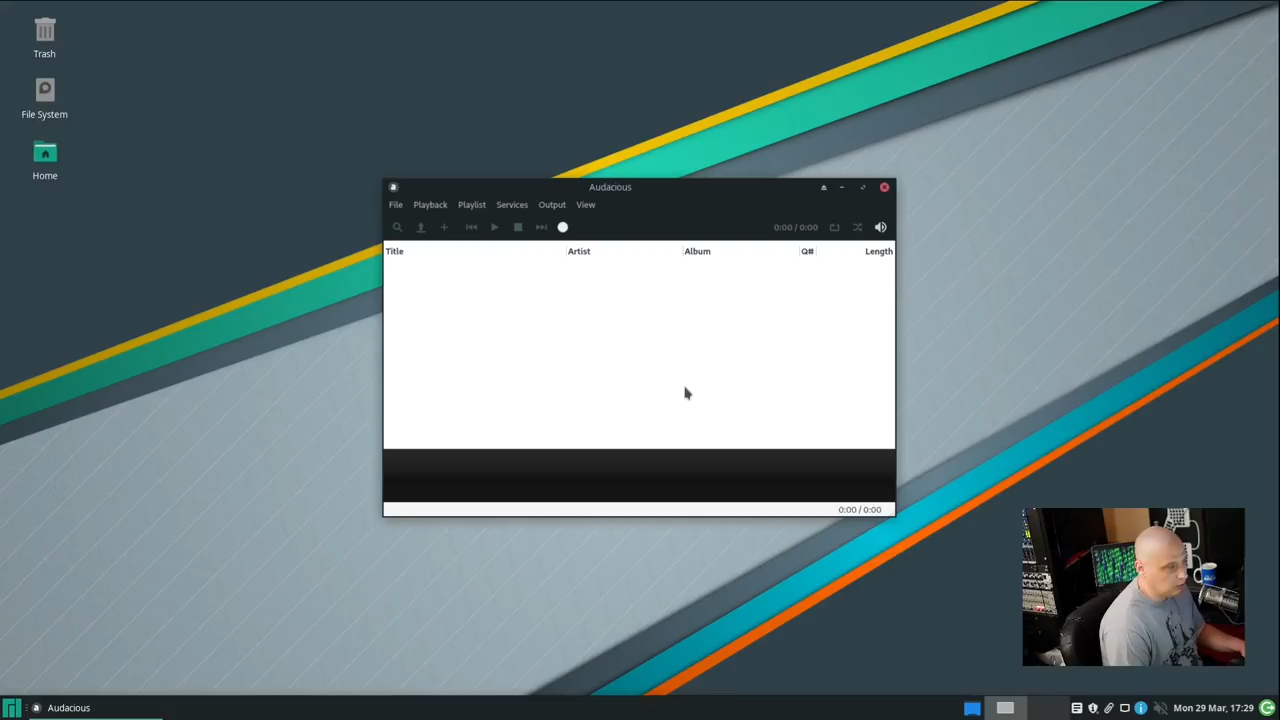 Trash
File System
Home
Audacious
File Playback Playlist Services Output View
0:00 / 0:00
Title Artist Album Q# Length
0:00 / 0:00
Audacious
Mon 29 Mar, 17:29